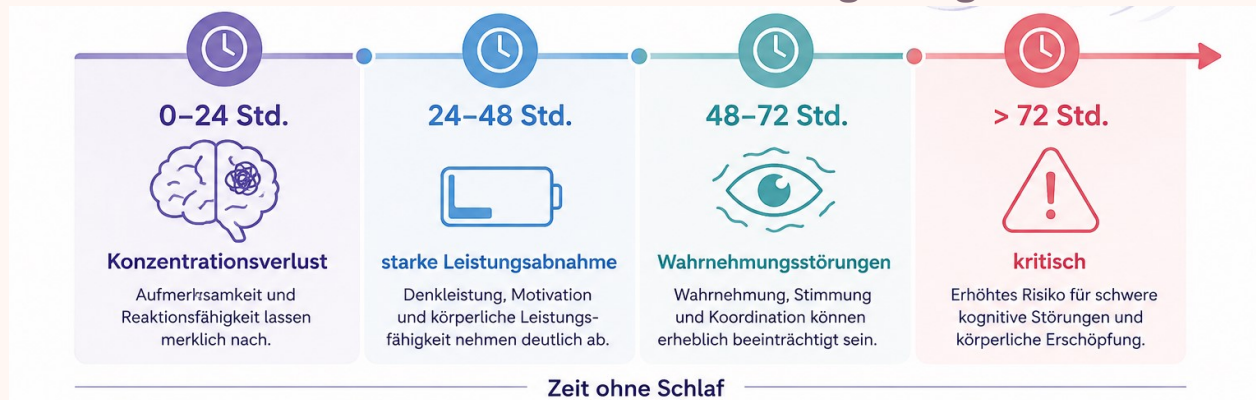 0–24 Std.
Konzentrationsverlust
Aufmerksamkeit und
Reaktionsfähigkeit lassen
merklich nach.
24–48 Std.
starke Leistungsabnahme
Denkleistung, Motivation
und körperliche Leistungs-
fähigkeit nehmen deutlich ab.
48–72 Std.
Wahrnehmungsstörungen
Wahrnehmung, Stimmung
und Koordination können
erheblich beeinträchtigt sein.
> 72 Std.
kritisch
Erhöhtes Risiko für schwere
kognitive Störungen und
körperliche Erschöpfung.
Zeit ohne Schlaf